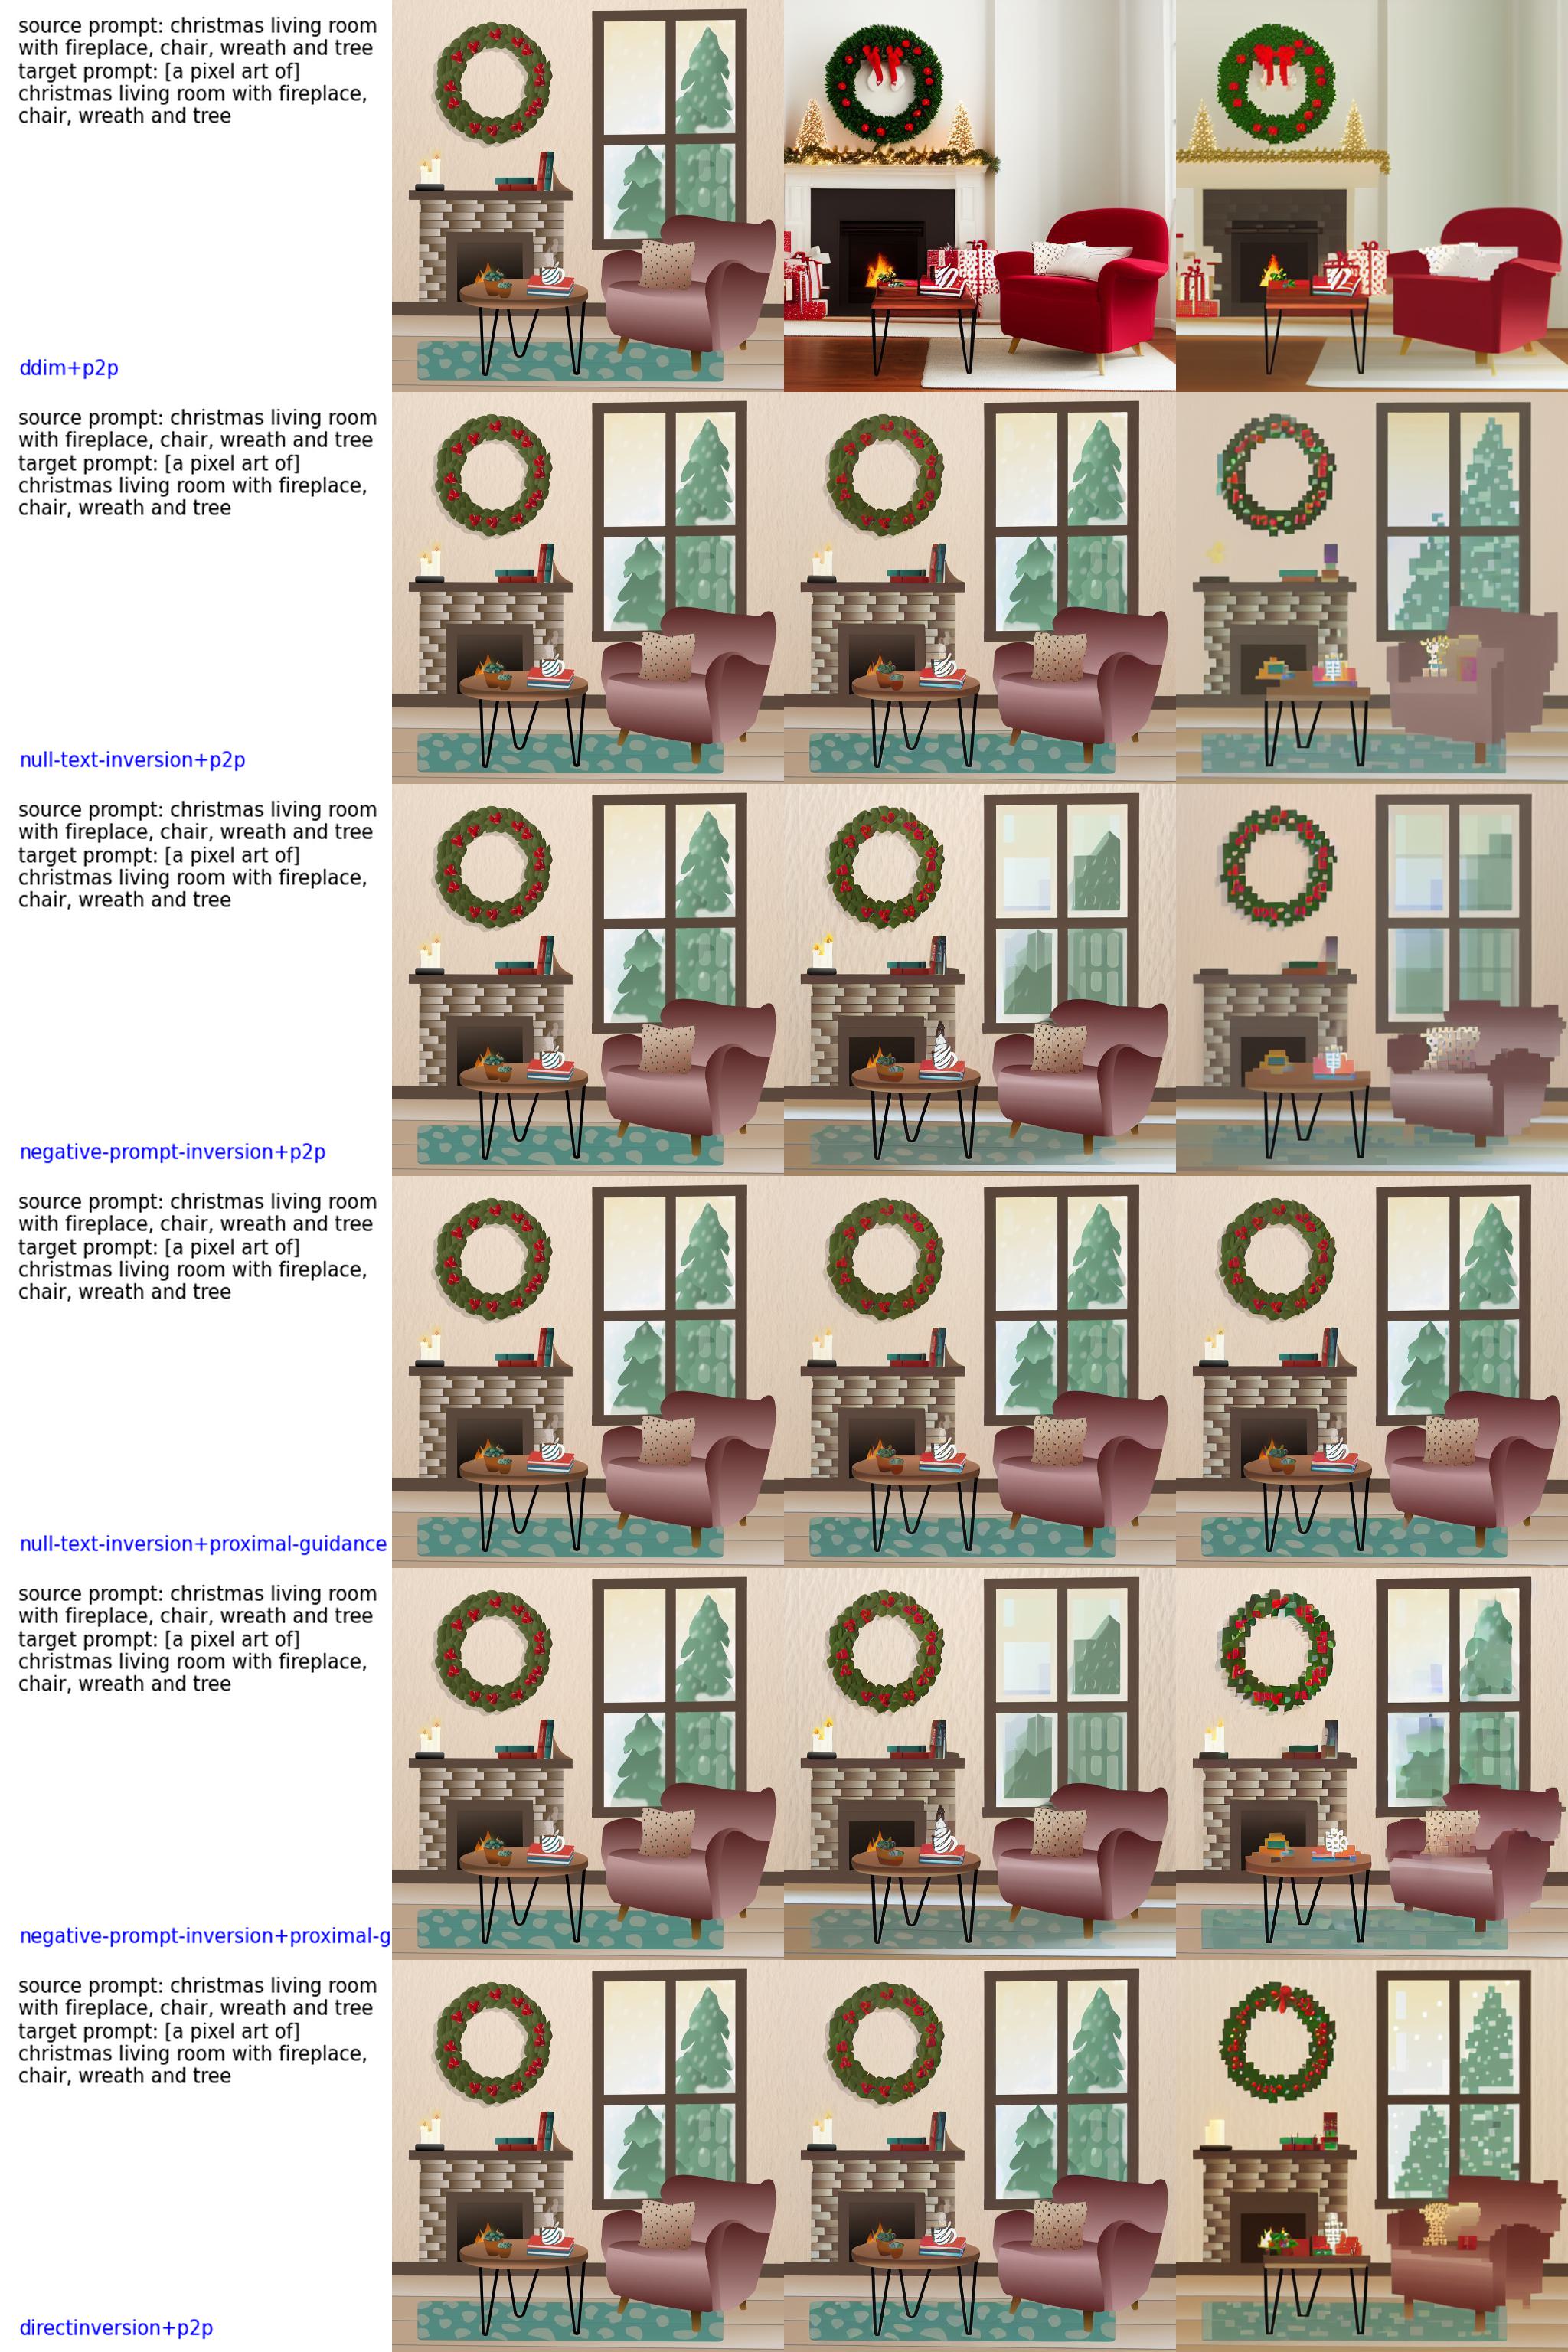 source prompt: christmas living room
with fireplace, chair, wreath and tree
target prompt: [a pixel art of]
christmas living room with fireplace,
chair, wreath and tree
ddim+p2p
source prompt: christmas living room
with fireplace, chair, wreath and tree
target prompt: [a pixel art of]
christmas living room with fireplace,
chair, wreath and tree
null-text-inversion+p2p
source prompt: christmas living room
with fireplace, chair, wreath and tree
target prompt: [a pixel art of]
christmas living room with fireplace,
chair, wreath and tree
negative-prompt-inversion+p2p
source prompt: christmas living room
with fireplace, chair, wreath and tree
target prompt: [a pixel art of]
christmas living room with fireplace,
chair, wreath and tree
null-text-inversion+proximal-guidance
source prompt: christmas living room
with fireplace, chair, wreath and tree
target prompt: [a pixel art of]
christmas living room with fireplace,
chair, wreath and tree
negative-prompt-inversion+proximal-g
source prompt: christmas living room
with fireplace, chair, wreath and tree
target prompt: [a pixel art of]
christmas living room with fireplace,
chair, wreath and tree
directinversion+p2p